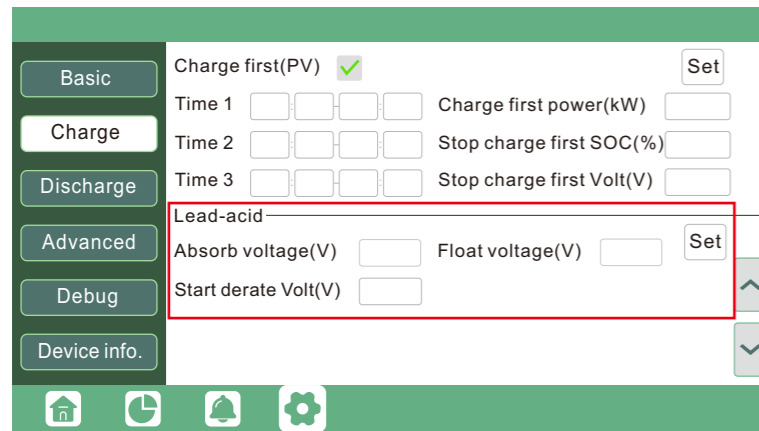 Basic
Charge
Discharge
Advanced
Debug
Device info.
Charge first(PV) Set
Time 1 : - : Charge first power(kW)
Time 2 : - : Stop charge first SOC(%)
Time 3 : - : Stop charge first Volt(V)
Lead-acid
Absorb voltage(V) Float voltage(V) Set
Start derate Volt(V)